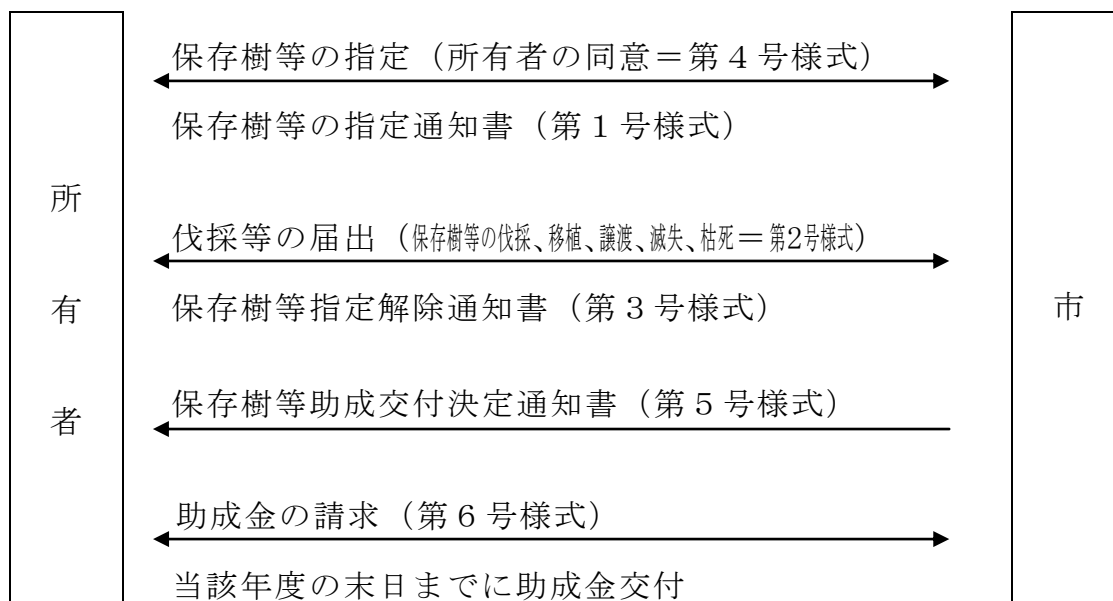 保存樹等の指定（所有者の同意＝第４号様式）
保存樹等の指定通知書（第１号様式）
伐採等の届出（保存樹等の伐採、移植、譲渡、滅失、枯死＝第2号様式）
保存樹等指定解除通知書（第３号様式）
保存樹等助成交付決定通知書（第５号様式）
助成金の請求（第６号様式）
当該年度の末日までに助成金交付
所有者
市